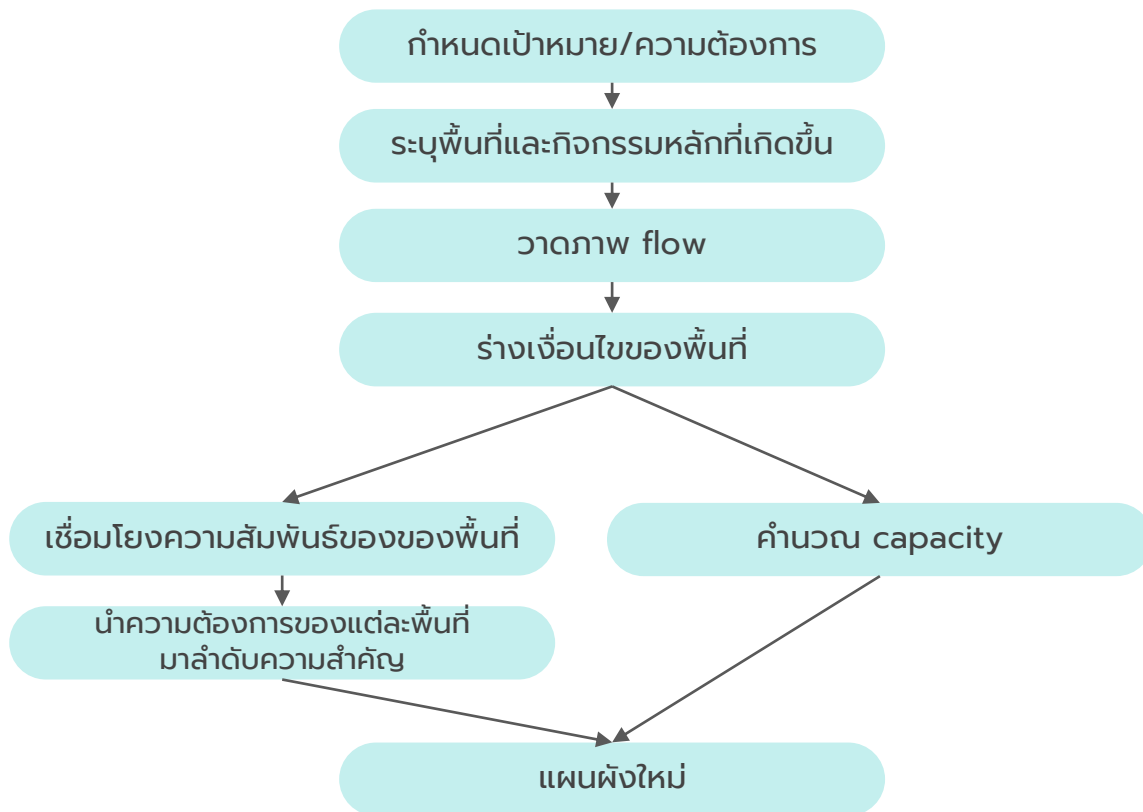 กำหนดเป้าหมาย/ความต้องการ
ระบุพื้นที่และกิจกรรมหลักที่เกิดขึ้น
วาดภาพ flow
ร่างเงื่อนไขของพื้นที่
เชื่อมโยงความสัมพันธ์ของของพื้นที่
คำนวณ capacity
นำความต้องการของแต่ละพื้นที่
มาลำดับความสำคัญ
แผนผังใหม่